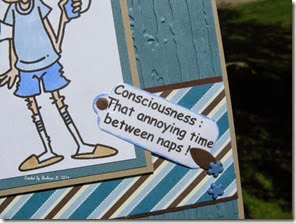 Consciousness :
That annoying time
between naps !